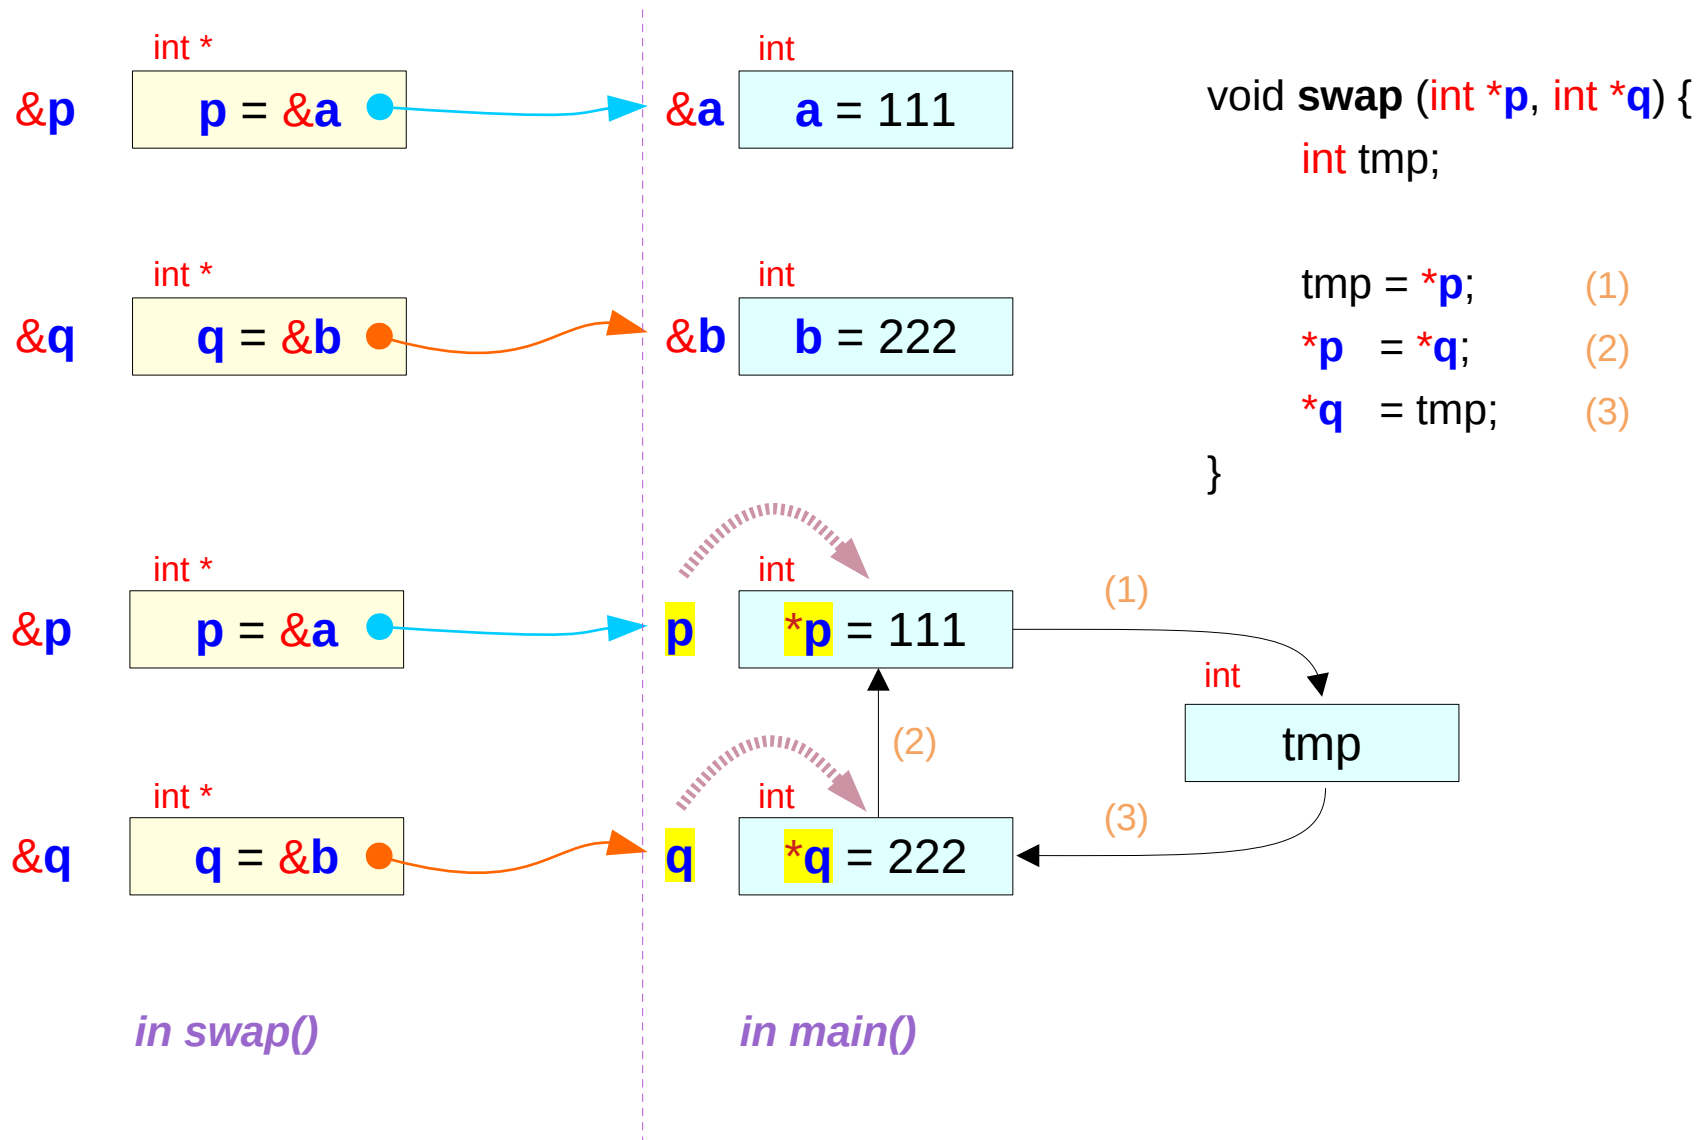 int *
int
&p
p = &a
&a
a = 111
void swap (int *p, int *q) {
int tmp;
int *
int
&q
q = &b
&b
b = 222
tmp = *p; (1)
*p = *q; (2)
*q = tmp; (3)
}
int *
int
&p
p = &a
p
*p = 111
(1)
int
tmp
(2)
int *
int
&q
q = &b
q
*q = 222
(3)
in swap()
in main()